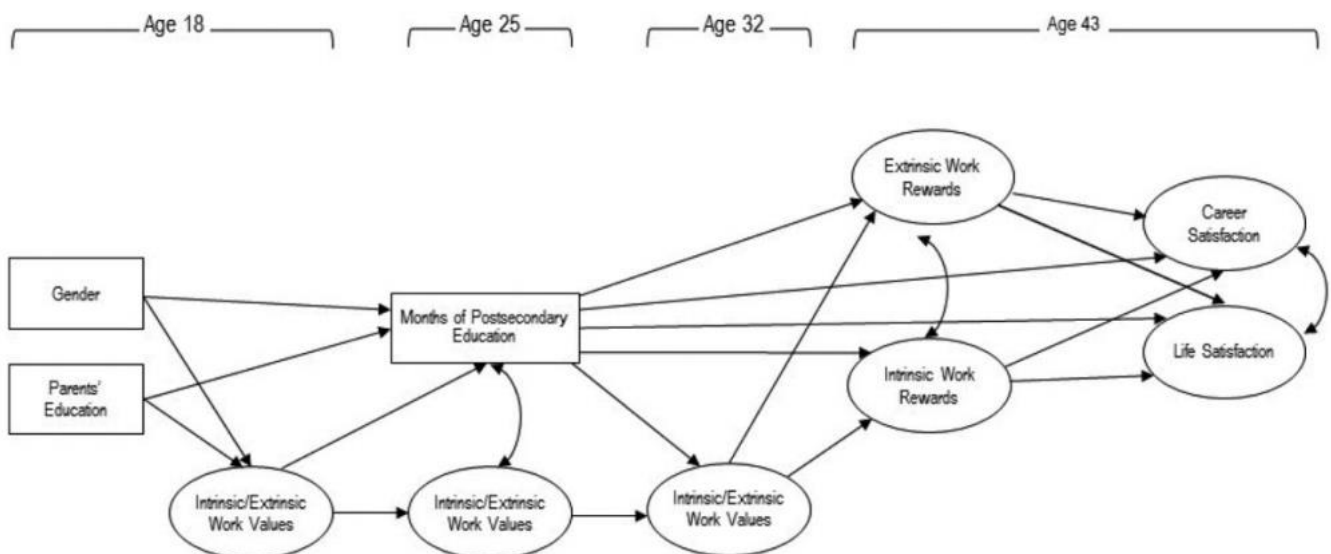 Age 18
Age 25
Age 32
Age 43
Extrinsic Work
Rewards
Career
Satisfaction
Gender
Months of Postsecondary
Education
Life Satisfaction
Parents'
Education
Intrinsic Work
Rewards
Intrinsic/Extrinsic
Work Values
Intrinsic/Extrinsic
Work Values
Intrinsic/Extrinsic
Work Values